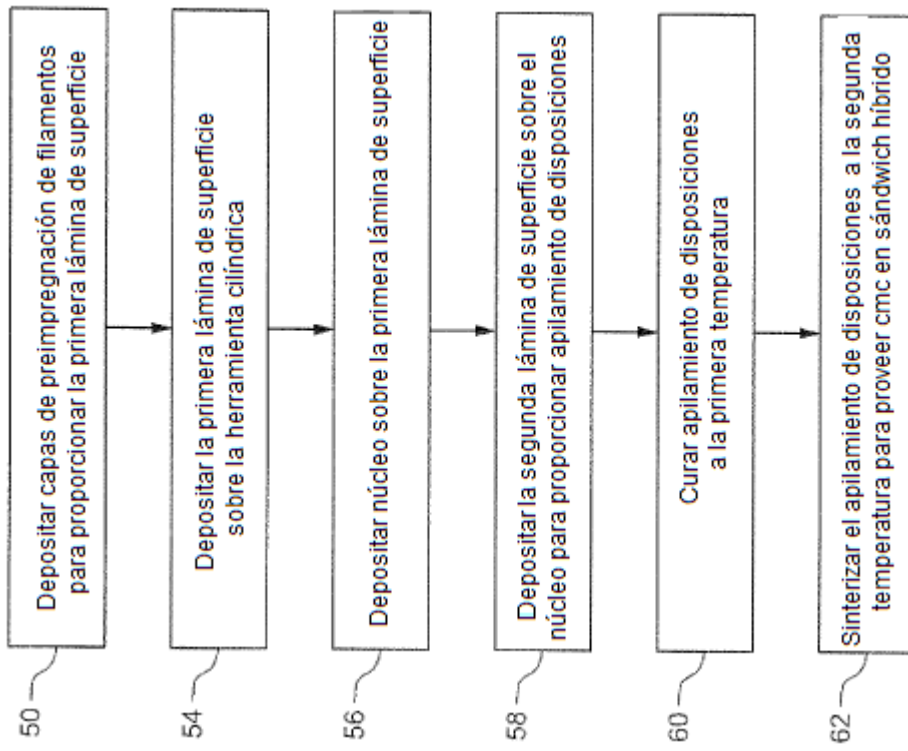 50
Depositar capas de preimpregnación de filamentos
para proporcionar la primera lámina de superficie
54
Depositar la primera lámina de superficie
sobre la herramienta cilíndrica
56
Depositar núcleo sobre la primera lámina de superficie
58
Depositar la segunda lámina de superficie sobre el
núcleo para proporcionar apilamiento de disposiciones
60
Curar apilamiento de disposiciones
a la primera temperatura
62
Sinterizar el apilamiento de disposiciones a la segunda
temperatura para proveer cmc en sándwich híbrido